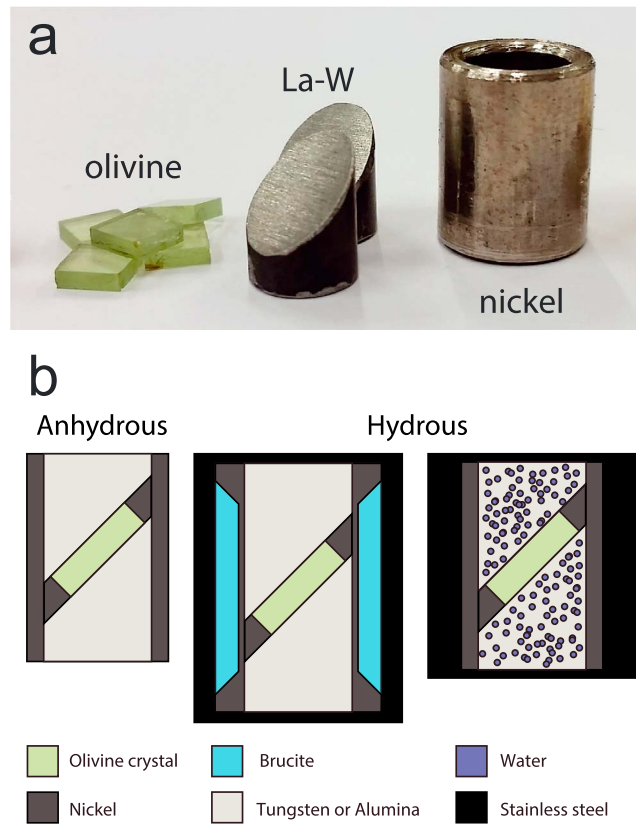 a
La-W
olivine
nickel
b
Anhydrous
Hydrous
Olivine crystal
Brucite
Water
Nickel
Tungsten or Alumina
Stainless steel